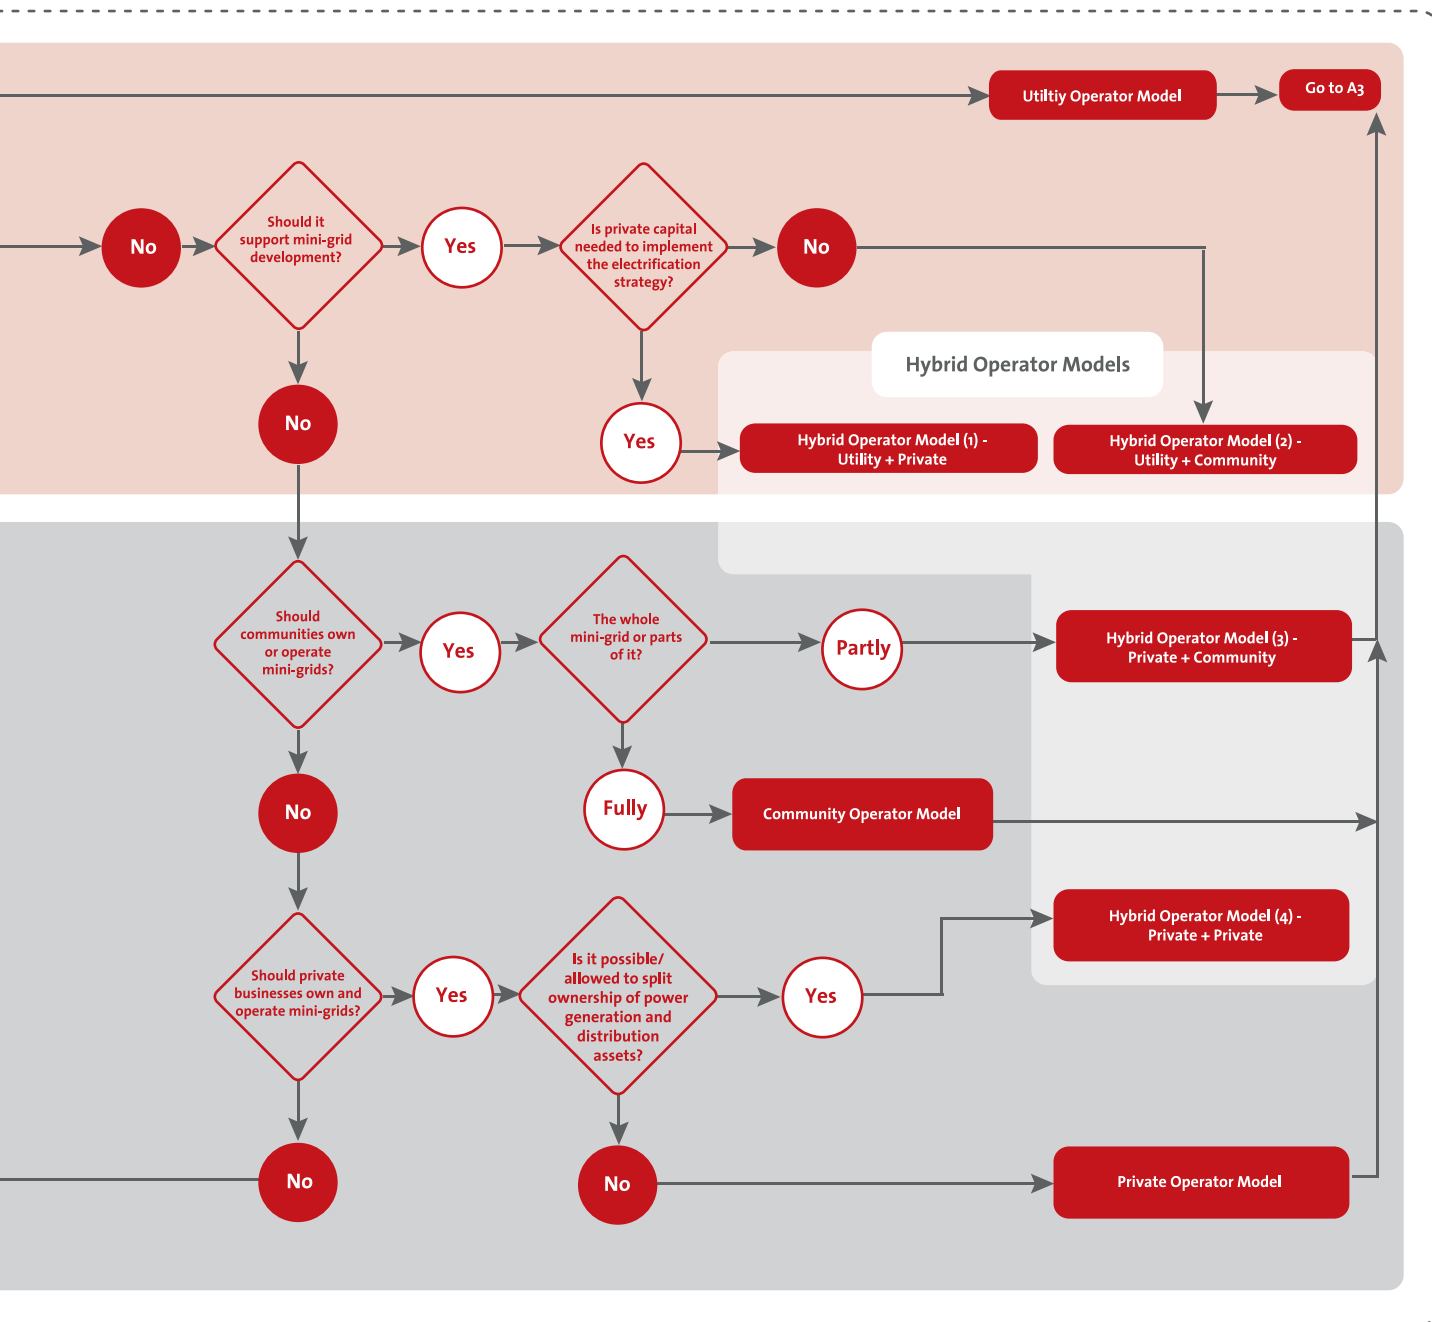 Utiltiy Operator Model
Go to A3
No
Should it
support mini-grid
development?
Yes
Is private capital
needed to implement
the electrification
strategy?
No
Hybrid Operator Models
No
Yes
Hybrid Operator Model (1) -
Utility + Private
Hybrid Operator Model (2) -
Utility + Community
Should
communities own
or operate
mini-grids?
Yes
The whole
mini-grid or parts
of it?
Partly
Hybrid Operator Model (3) -
Private + Community
No
Fully
Community Operator Model
Should private
businesses own and
operate mini-grids?
Yes
Is it possible/
allowed to split
ownership of power
generation and
distribution
assets?
Yes
Hybrid Operator Model (4) -
Private + Private
No
No
Private Operator Model